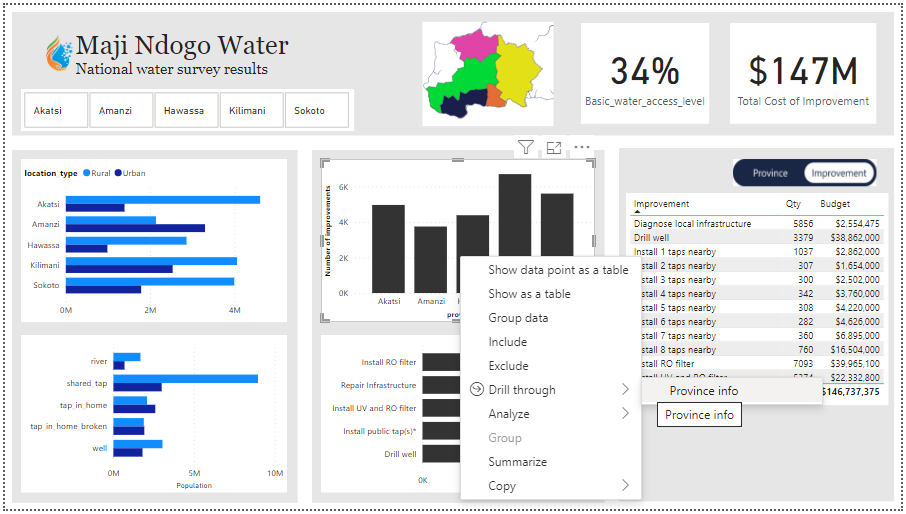 Maji Ndogo Water
National water survey results
Akatsi
Amanzi
Hawassa
Kilimani
Sokoto
34%
Basic_water_access_level
$147M
Total Cost of Improvement
location_type
Rural
Urban
Akatsi
Amanzi
Hawassa
Kilimani
Sokoto
0M
2M
4M
river
shared_tap
tap_in_home
tap_in_home_broken
well
0M
5M
10M
Population
Number of improvements
6K
4K
2K
0K
Akatsi
Amanzi
Install RO filter
Repair Infrastructure
Install UV and RO filter
Install public tap(s)*
Drill well
0K
Show data point as a table
Show as a table
Group data
Include
Exclude
Drill through
Analyze
Group
Summarize
Copy
Province info
Province info
Province
Improvement
Improvement Qty Budget
Diagnose local infrastructure 5856 $2,554,475
Drill well 3379 $38,862,000
Install 1 taps nearby 1037 $2,862,000
Install 2 taps nearby 307 $1,654,000
Install 3 taps nearby 300 $2,502,000
Install 4 taps nearby 342 $3,760,000
Install 5 taps nearby 308 $4,220,000
Install 6 taps nearby 282 $4,626,000
Install 7 taps nearby 360 $6,895,000
Install 8 taps nearby 760 $16,504,000
Install RO filter 7093 $39,965,100
$22,332,800
$146,737,375